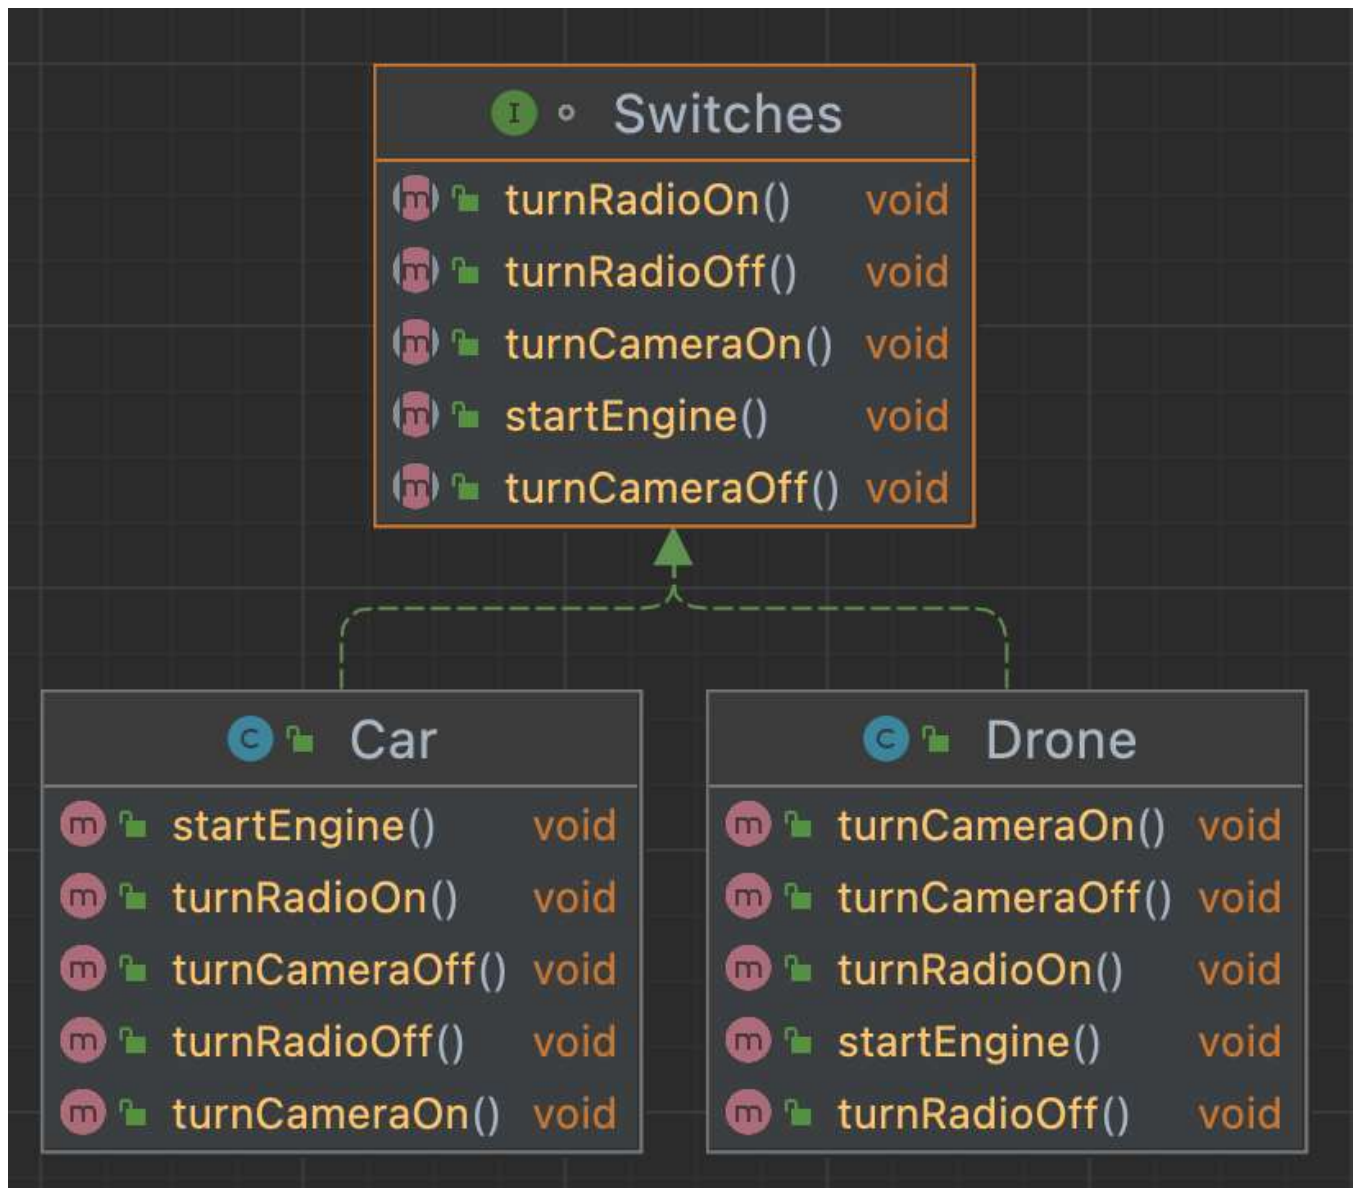 I Switches
m turnRadioOn() void
m turnRadioOff() void
m turnCameraOn() void
m startEngine() void
m turnCameraOff() void
C Car
m startEngine() void
m turnRadioOn() void
m turnCameraOff() void
m turnRadioOff() void
m turnCameraOn() void
C Drone
m turnCameraOn() void
m turnCameraOff() void
m turnRadioOn() void
m startEngine() void
m turnRadioOff() void